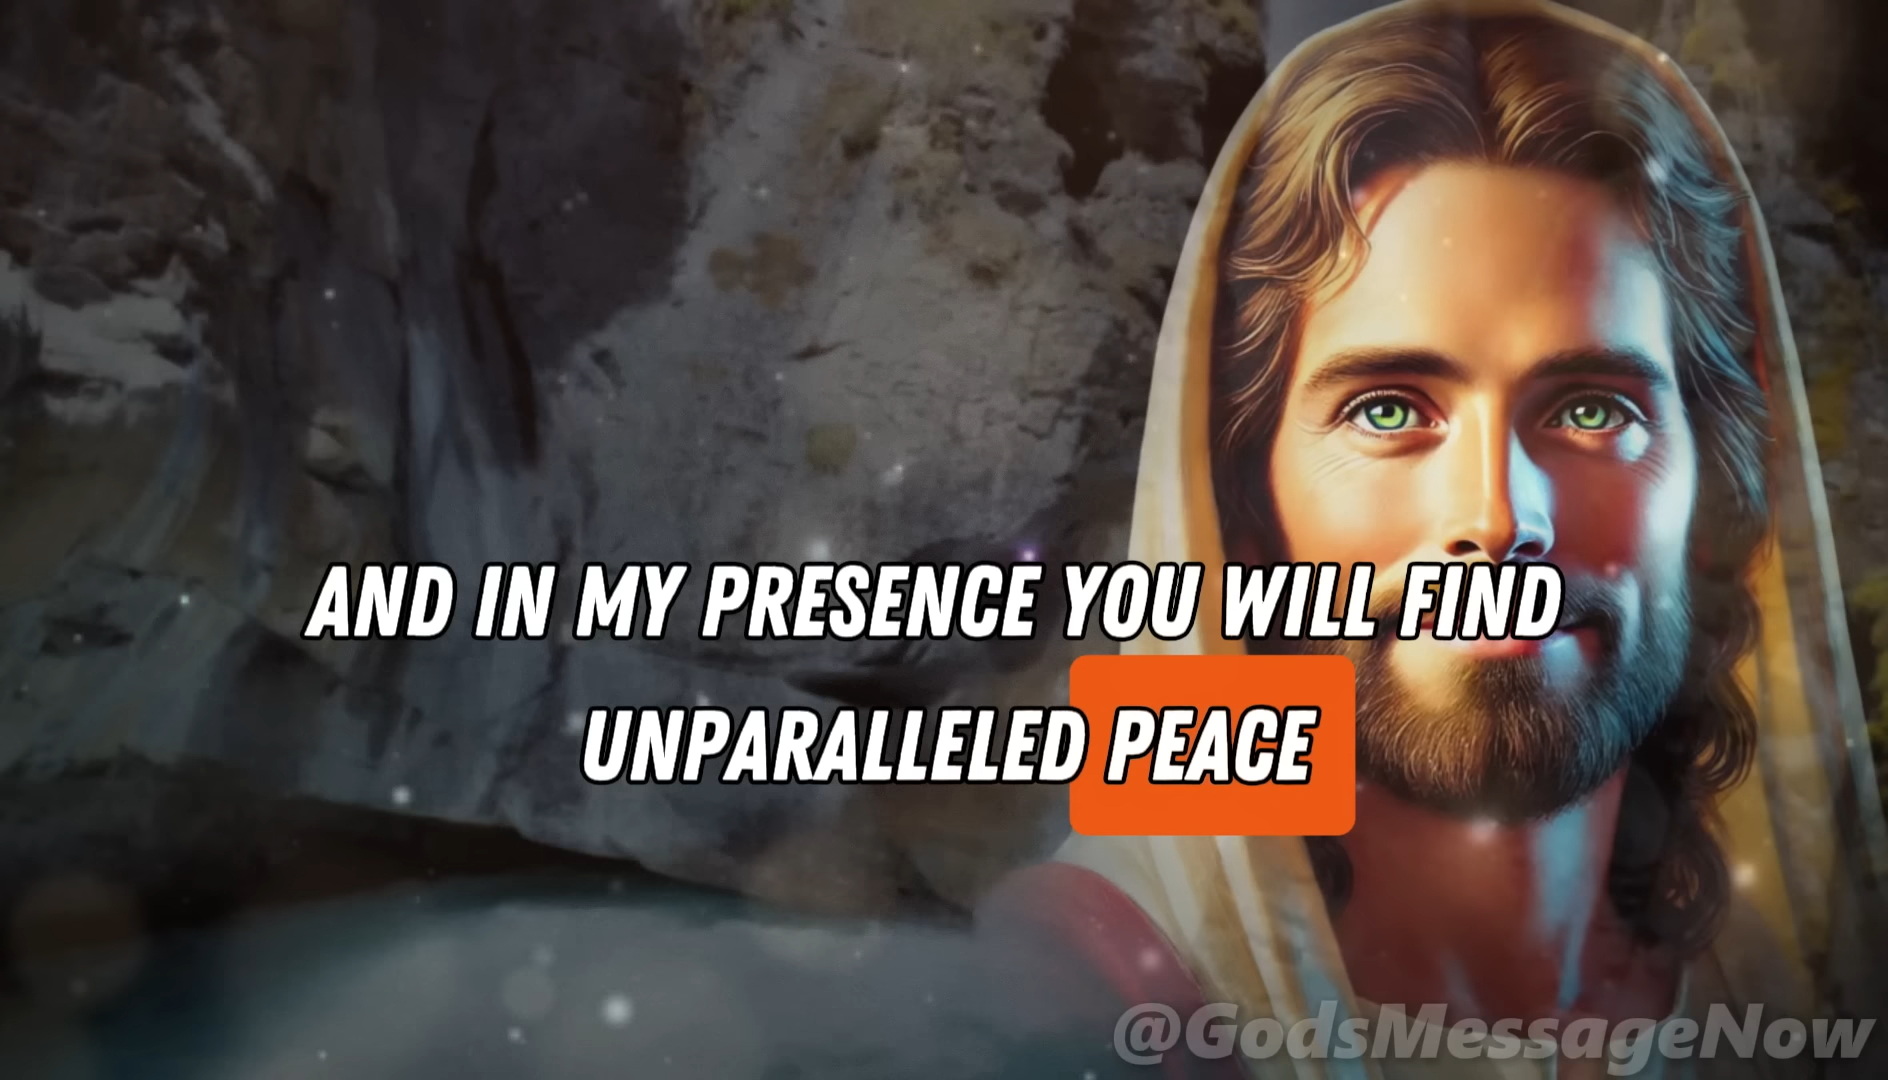 AND IN MY PRESENCE YOU WILL FIND
UNPARALLELED PEACE
@GodsMessageNow